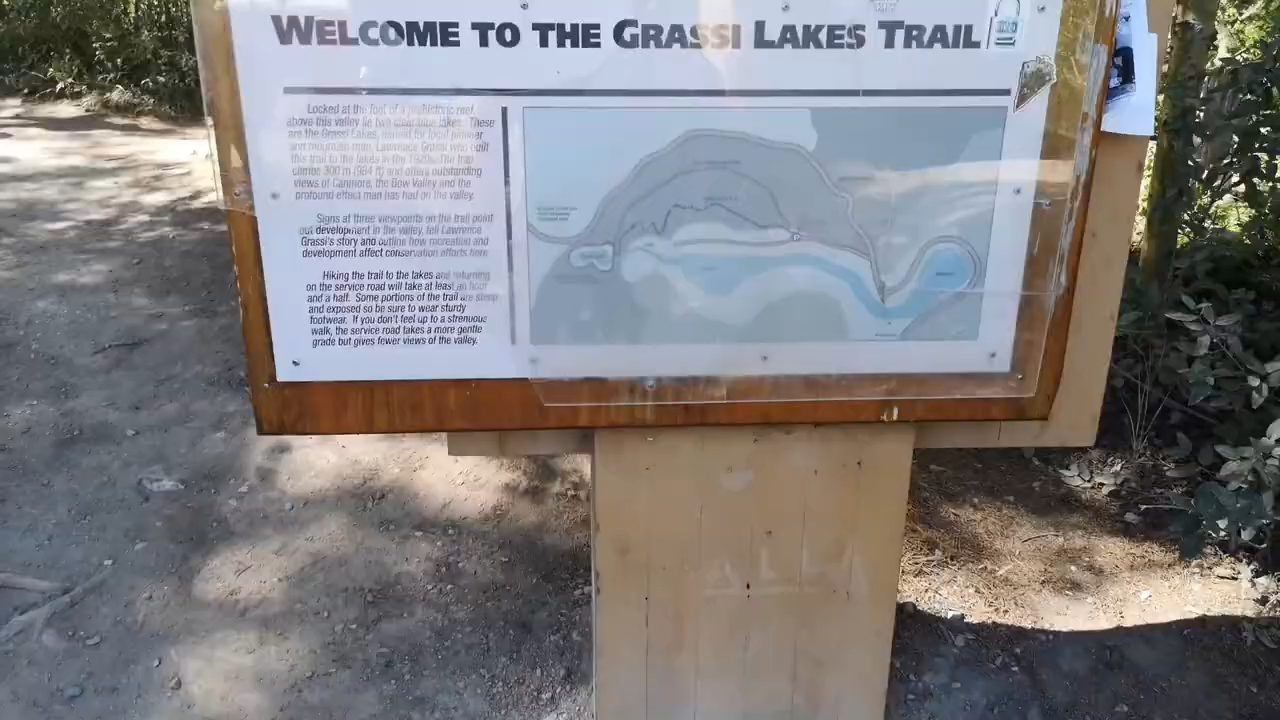 WELCOME TO THE GRASSI LAKES TRAIL
Locked at the foot of a prehistoric reef,
above this valley lie two clear blue lakes. These
are the Grassi Lakes, named for local pioneer
and mountain man, Lawrence Grassi who built
this trail to the lakes in the 1920s. The trail
climbs 300 m (984 ft) and offers outstanding
views of Canmore, the Bow Valley and the
profound effect man has had on the valley.
Signs at three viewpoints on the trail point
out development in the valley, tell Lawrence
Grassi's story and outline how recreation and
development affect conservation efforts here.
Hiking the trail to the lakes and returning
on the service road will take at least an hour
and a half. Some portions of the trail are steep
and exposed so be sure to wear sturdy
footwear. If you don't feel up to a strenuous
walk, the service road takes a more gentle
grade but gives fewer views of the valley.